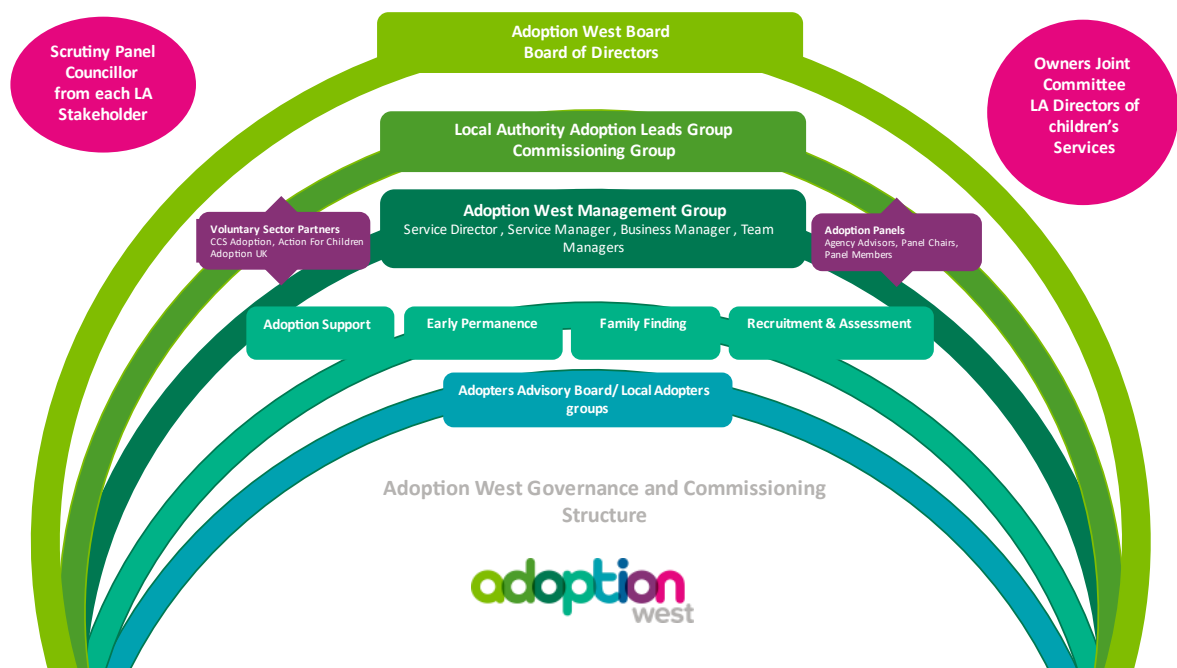 Scrutiny Panel
Councillor
from each LA
Stakeholder
Adoption West Board
Board of Directors
Owners Joint
Committee
LA Directors of
children's
Services
Local Authority Adoption Leads Group
Commissioning Group
Adoption West Management Group
Service Director , Service Manager , Business Manager , Team
Managers
Voluntary Sector Partners
CCS Adoption, Action For Children
Adoption UK
Adoption Panels
Agency Advisors, Panel Chairs,
Panel Members
Adoption Support
Early Permanence
Family Finding
Recruitment & Assessment
Adopters Advisory Board/ Local Adopters
groups
Adoption West Governance and Commissioning
Structure
adoption
west